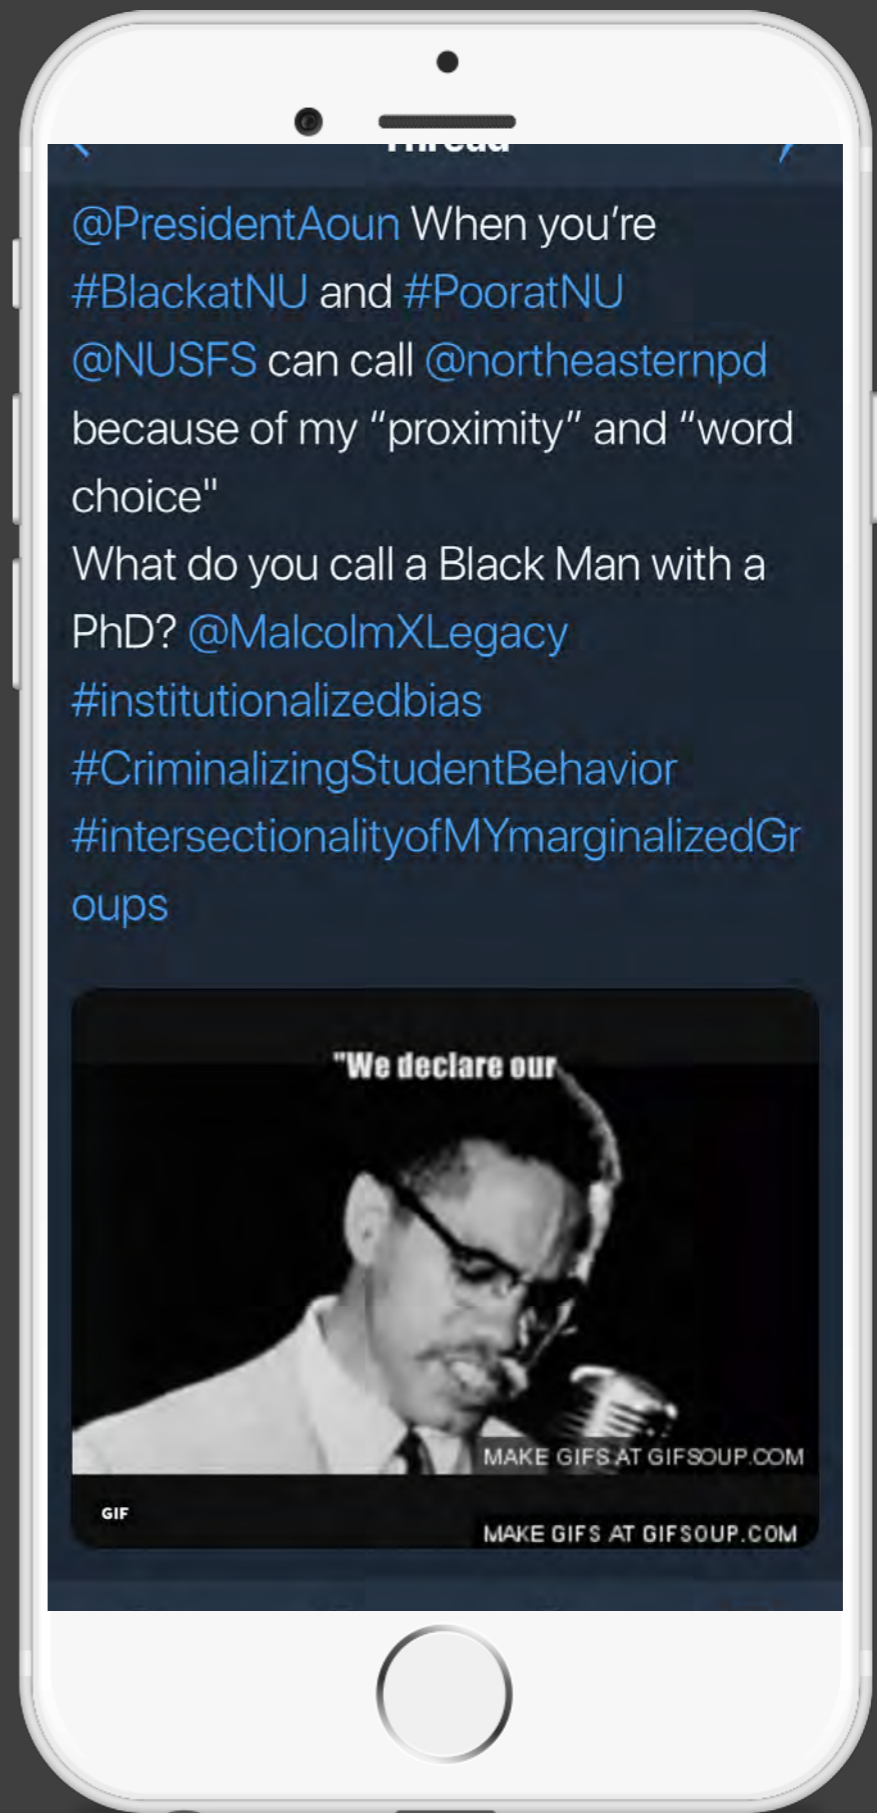 Thread
@PresidentAoun When you’re
#BlackatNU and #PooratNU
@NUSFS can call @northeasternpd
because of my “proximity” and “word
choice"
What do you call a Black Man with a
PhD? @MalcolmXLegacy
#institutionalizedbias
#CriminalizingStudentBehavior
#intersectionalityofMYmarginalizedGr
oups
"We declare our
MAKE GIFS AT GIFSOUP.COM
GIF
MAKE GIFS AT GIFSOUP.COM